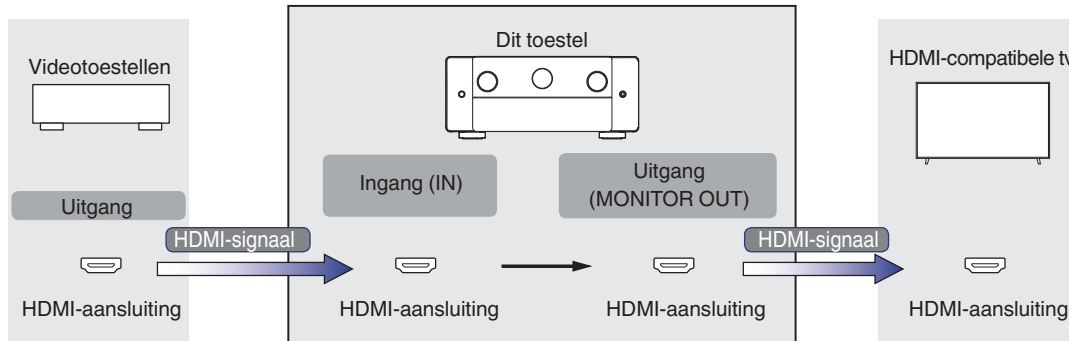 Videotoestellen
Uitgang
HDMI-signaal
HDMI-aansluiting
Dit toestel
Ingang (IN)
HDMI-aansluiting
Uitgang
(MONITOR OUT)
HDMI-aansluiting
HDMI-signaal
HDMI-compatibele tv
HDMI-aansluiting